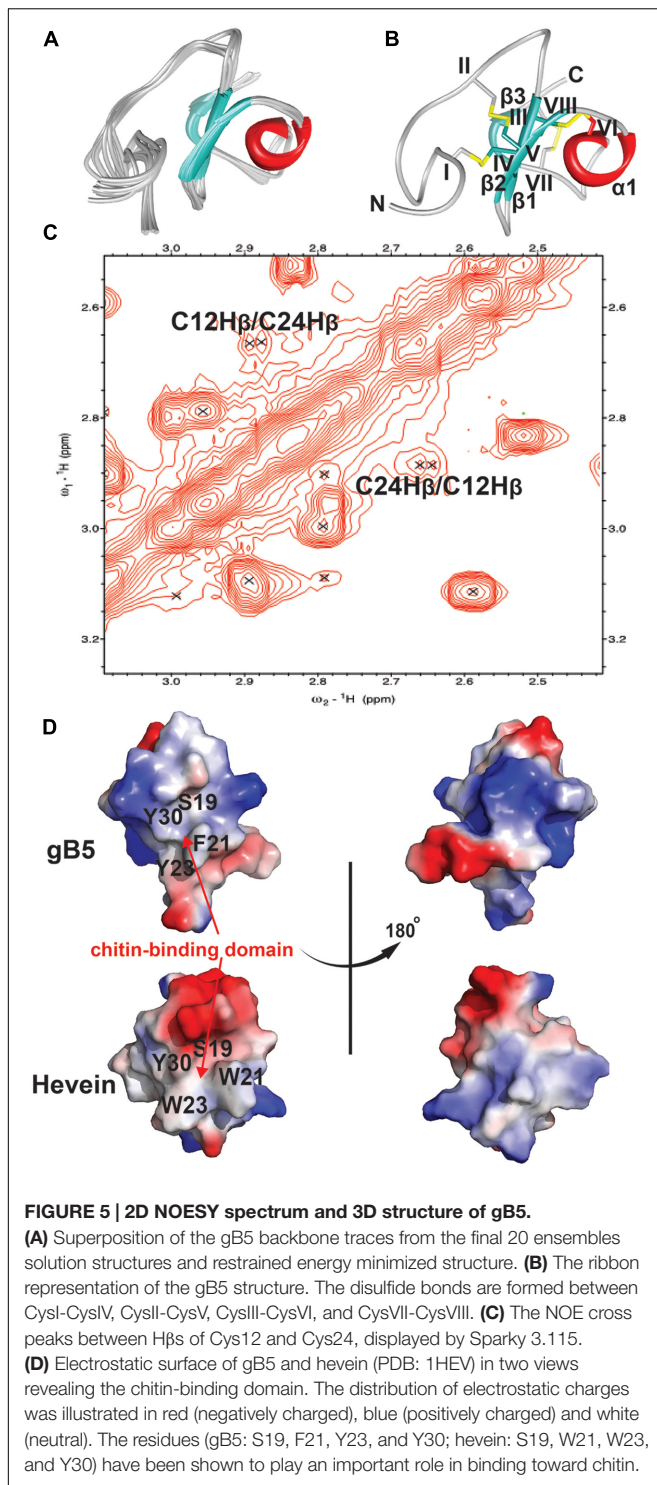 A
B
II
C
β3
VIII
III
VI
V
I
IV
VII
β2
β1
α1
N
C
3.0 2.9 2.8 2.7 2.6 2.5
C12Hβ/C24Hβ
2.6
2.8
C24Hβ/C12Hβ
3.0
3.2
ω1 - 1H (ppm)
3.0 2.9 2.8 2.7 2.6 2.5
ω2 - 1H (ppm)
D
S19
Y30
F21
gB5
Y23
180°
chitin-binding domain
S19
Y30
Hevein
W21
W23
FIGURE 5 | 2D NOESY spectrum and 3D structure of gB5.
(A) Superposition of the gB5 backbone traces from the final 20 ensembles
solution structures and restrained energy minimized structure. (B) The ribbon
representation of the gB5 structure. The disulfide bonds are formed between
CysI-CysIV, CysII-CysV, CysIII-CysVI, and CysVII-CysVIII. (C) The NOE cross
peaks between Hβs of Cys12 and Cys24, displayed by Sparky 3.115.
(D) Electrostatic surface of gB5 and hevein (PDB: 1HEV) in two views
revealing the chitin-binding domain. The distribution of electrostatic charges
was illustrated in red (negatively charged), blue (positively charged) and white
(neutral). The residues (gB5: S19, F21, Y23, and Y30; hevein: S19, W21, W23,
and Y30) have been shown to play an important role in binding toward chitin.